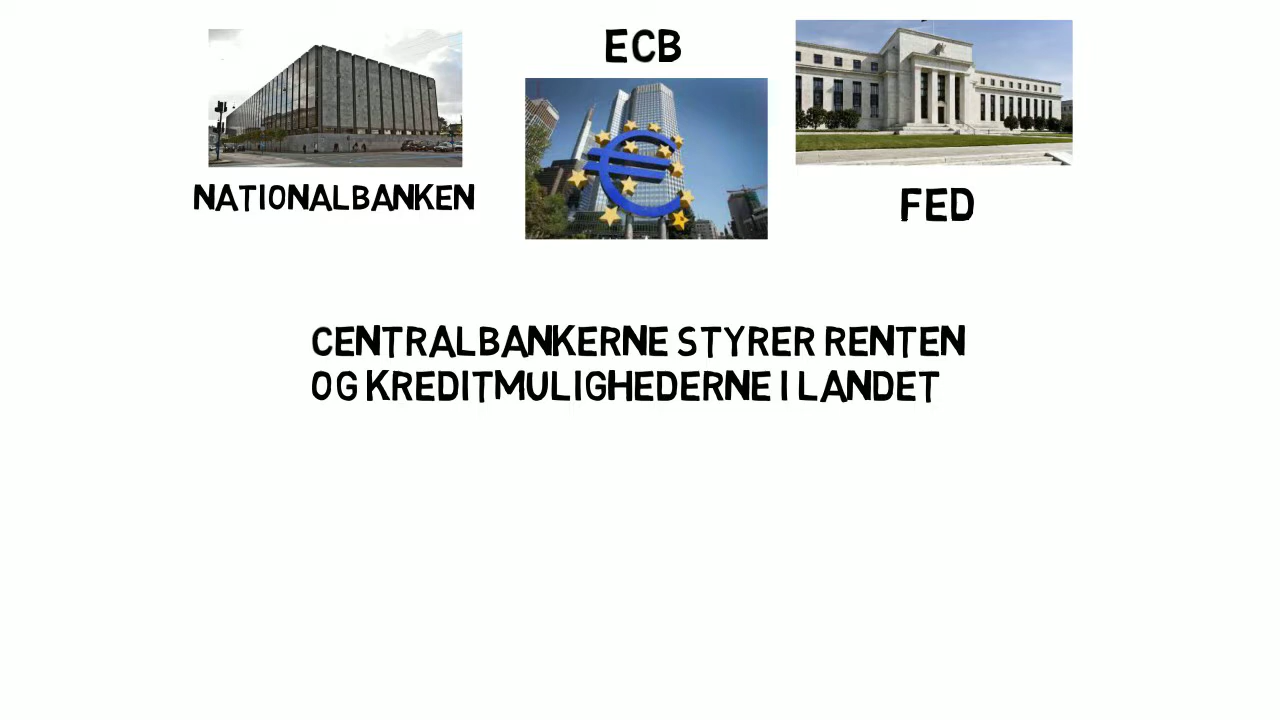 NATIONALBANKEN
ECB
FED
CENTRALBANKERNE STYRER RENTEN
OG KREDITMULIGHEDERNE I LANDET